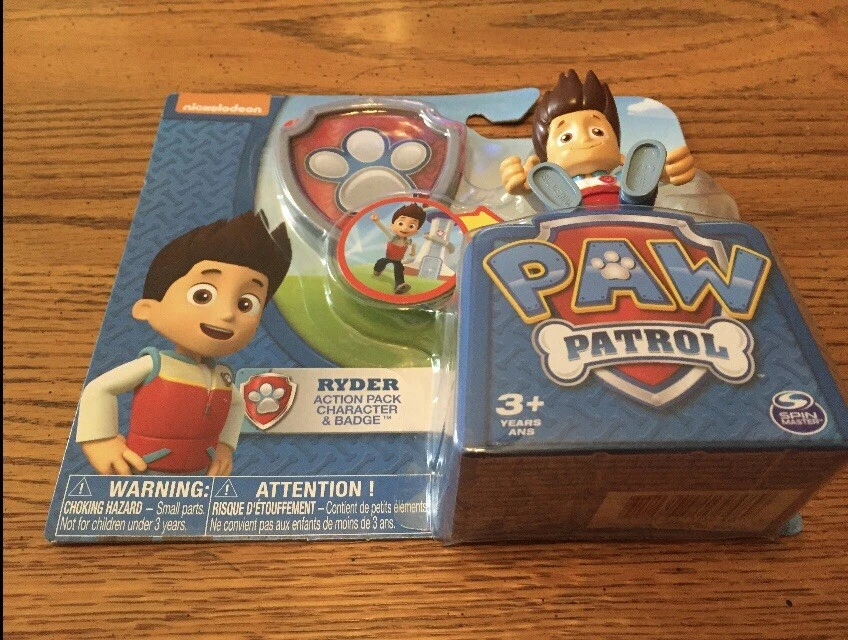 nickelodeon
PAW
PATROL
3+
YEARS
ANS
SPIN
MASTER
RYDER
ACTION PACK
CHARACTER
& BADGE™
WARNING:
CHOKING HAZARD – Small parts.
Not for children under 3 years.
ATTENTION !
RISQUE D'ÉTOUFFEMENT – Contient de petits éléments
Ne convient pas aux enfants de moins de 3 ans.